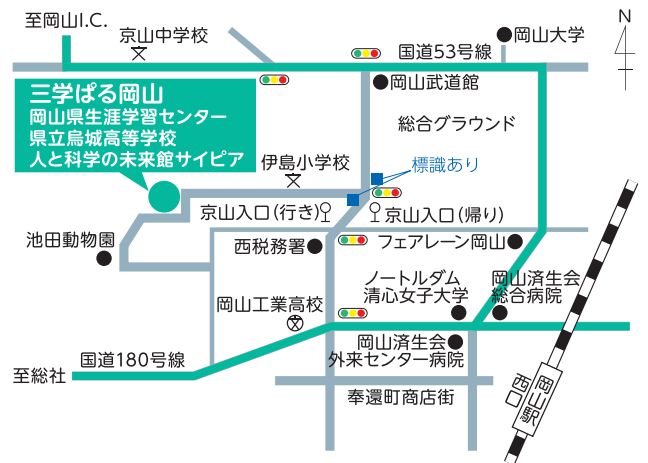 至岡山I.C.
京山中学校
国道53号線
岡山大学
N
岡山武道館
三学ぱる岡山
岡山県生涯学習センター
県立烏城高等学校
人と科学の未来館サイピア
総合グラウンド
伊島小学校
標識あり
京山入口(行き)
京山入口(帰り)
池田動物園
西税務署
フェアレーン岡山
ノートルダム
清心女子大学
岡山済生会
総合病院
岡山工業高校
岡山済生会
外来センター病院
国道180号線
至総社
奉還町商店街
西口
岡山駅